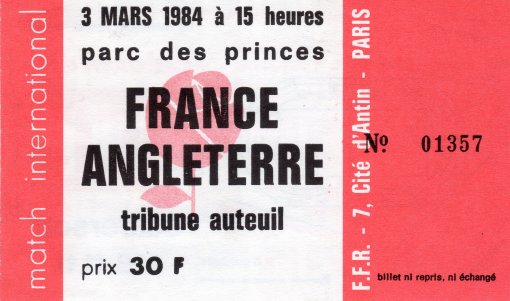 match international
3 MARS 1984 à 15 heures
parc des princes
FRANCE
ANGLETERRE
tribune auteuil
prix 30 F
F.F.R. - 7, Cité d'Antin - PARIS
Nº 01357
billet ni repris, ni échangé